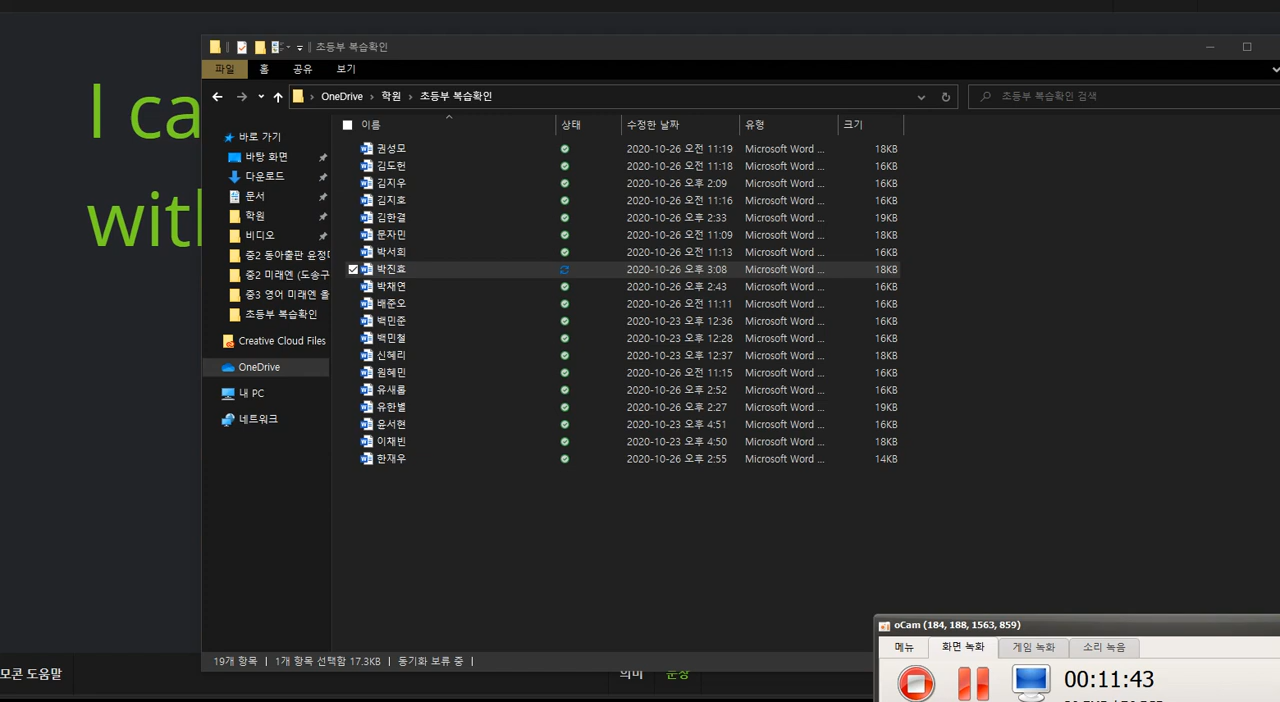 I ca
with
초등부 복습확인
파일 홈 공유 보기
OneDrive 학원 초등부 복습확인
초등부 복습확인 검색
이름 상태 수정한 날짜 유형 크기
바로 가기
바탕 화면
다운로드
문서
학원
비디오
중2 동아출판 윤정미
중2 미래엔 (도송구
중3 영어 미래엔 올
초등부 복습확인
Creative Cloud Files
OneDrive
내 PC
네트워크
권성모 2020-10-26 오전 11:19 Microsoft Word ... 18KB
김도헌 2020-10-26 오전 11:18 Microsoft Word ... 16KB
김지우 2020-10-26 오후 2:09 Microsoft Word ... 16KB
김지호 2020-10-26 오전 11:16 Microsoft Word ... 16KB
김한결 2020-10-26 오후 2:33 Microsoft Word ... 19KB
문자민 2020-10-26 오전 11:09 Microsoft Word ... 16KB
박서희 2020-10-26 오전 11:13 Microsoft Word ... 16KB
박진효 2020-10-26 오후 3:08 Microsoft Word ... 18KB
박재연 2020-10-26 오후 2:43 Microsoft Word ... 16KB
배준오 2020-10-26 오전 11:11 Microsoft Word ... 16KB
백민준 2020-10-23 오후 12:36 Microsoft Word ... 16KB
백민철 2020-10-23 오후 12:28 Microsoft Word ... 16KB
신혜리 2020-10-23 오후 12:37 Microsoft Word ... 18KB
원혜민 2020-10-26 오전 11:15 Microsoft Word ... 16KB
유새롬 2020-10-26 오후 2:52 Microsoft Word ... 16KB
유한별 2020-10-26 오후 2:27 Microsoft Word ... 19KB
윤서현 2020-10-23 오후 4:51 Microsoft Word ... 16KB
이채빈 2020-10-23 오후 4:50 Microsoft Word ... 18KB
한재우 2020-10-26 오후 2:55 Microsoft Word ... 14KB
19개 항목 1개 항목 선택함 17.3KB 동기화 보류 중
모콘 도움말
의미 문장
oCam (184, 188, 1563, 859)
메뉴 화면 녹화 게임 녹화 소리 녹음
00:11:43